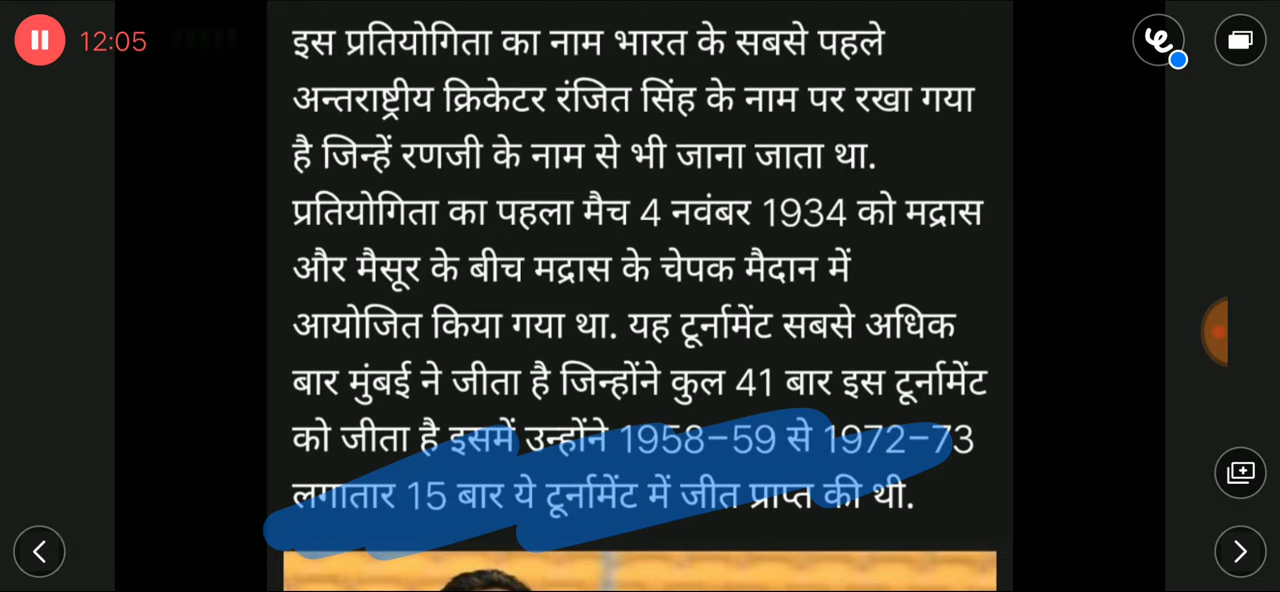 12:05
इस प्रतियोगिता का नाम भारत के सबसे पहले
अन्तराष्ट्रीय क्रिकेटर रंजित सिंह के नाम पर रखा गया
है जिन्हें रणजी के नाम से भी जाना जाता था.
प्रतियोगिता का पहला मैच 4 नवंबर 1934 को मद्रास
और मैसूर के बीच मद्रास के चेपक मैदान में
आयोजित किया गया था. यह टूर्नामेंट सबसे अधिक
बार मुंबई ने जीता है जिन्होंने कुल 41 बार इस टूर्नामेंट
को जीता है इसमें उन्होंने 1958-59 से 1972-73
लगातार 15 बार ये टूर्नामेंट में जीत प्राप्त की थी.